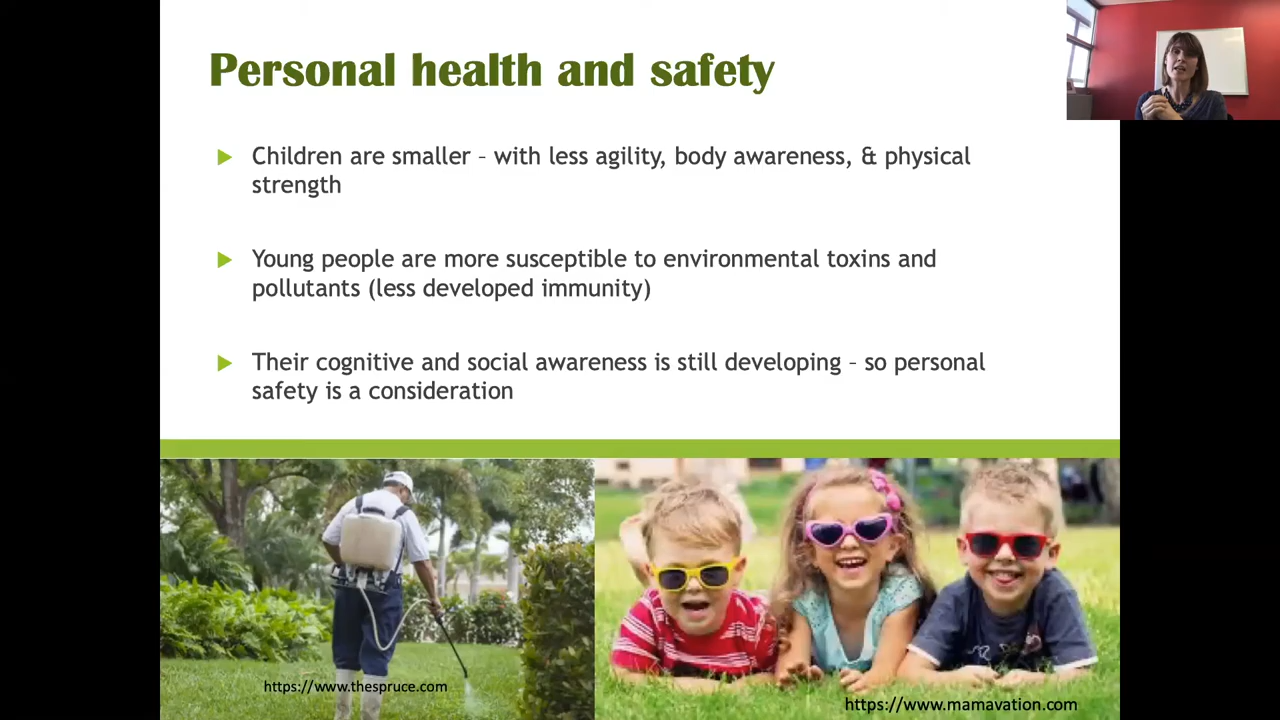 Personal health and safety
Children are smaller – with less agility, body awareness, & physical
strength
Young people are more susceptible to environmental toxins and
pollutants (less developed immunity)
Their cognitive and social awareness is still developing – so personal
safety is a consideration
https://www.thespruce.com
https://www.mamavation.com